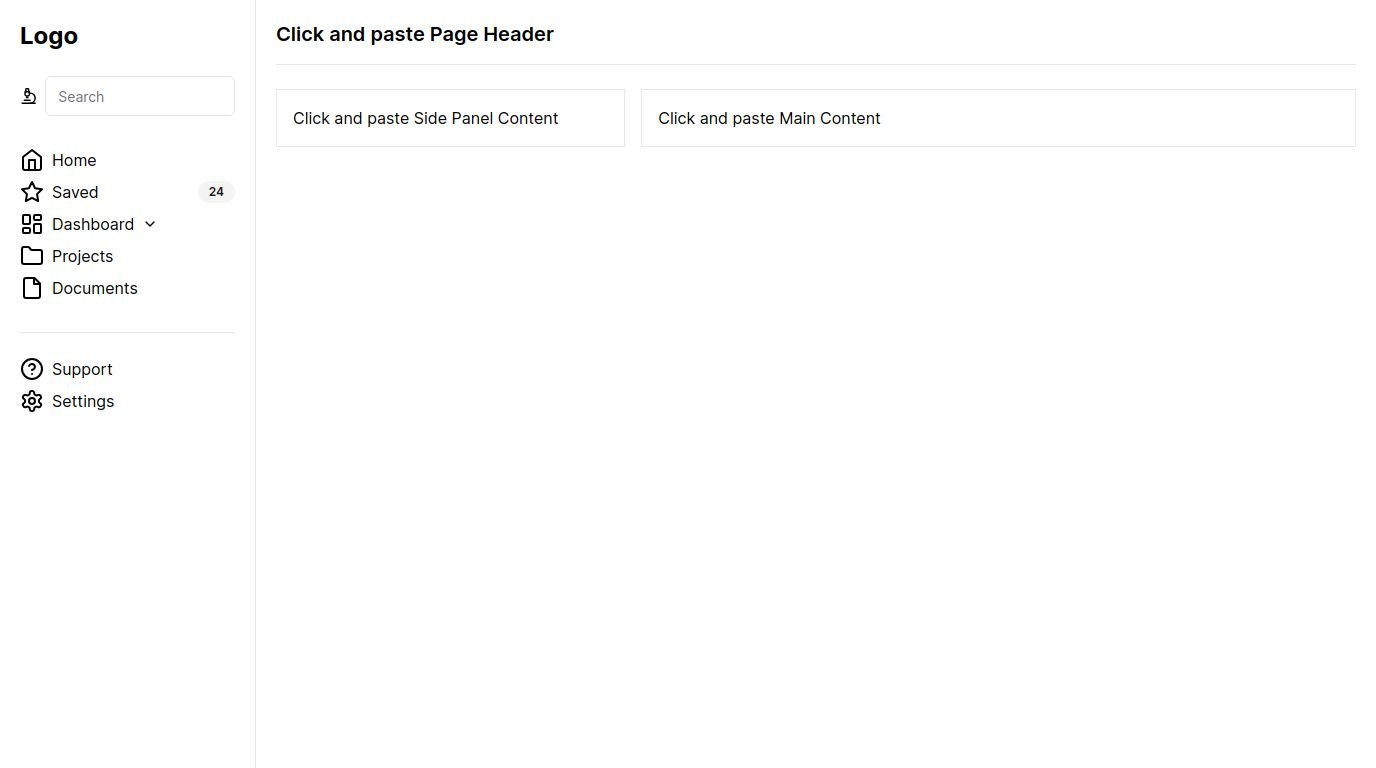 Logo
Search
Home
Saved
24
Dashboard
Projects
Documents
Support
Settings
Click and paste Page Header
Click and paste Side Panel Content
Click and paste Main Content